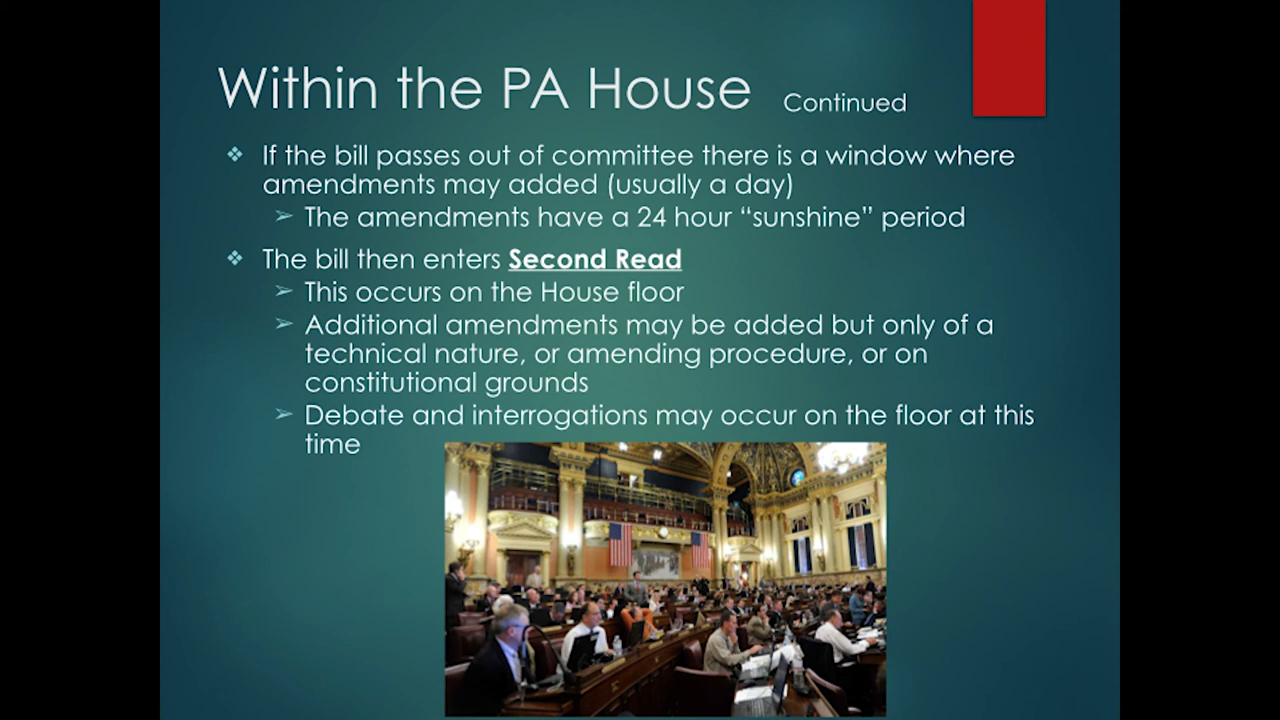 Within the PA House Continued
❖ If the bill passes out of committee there is a window where
amendments may added (usually a day)
➢ The amendments have a 24 hour “sunshine” period
❖ The bill then enters Second Read
➢ This occurs on the House floor
➢ Additional amendments may be added but only of a
technical nature, or amending procedure, or on
constitutional grounds
➢ Debate and interrogations may occur on the floor at this
time